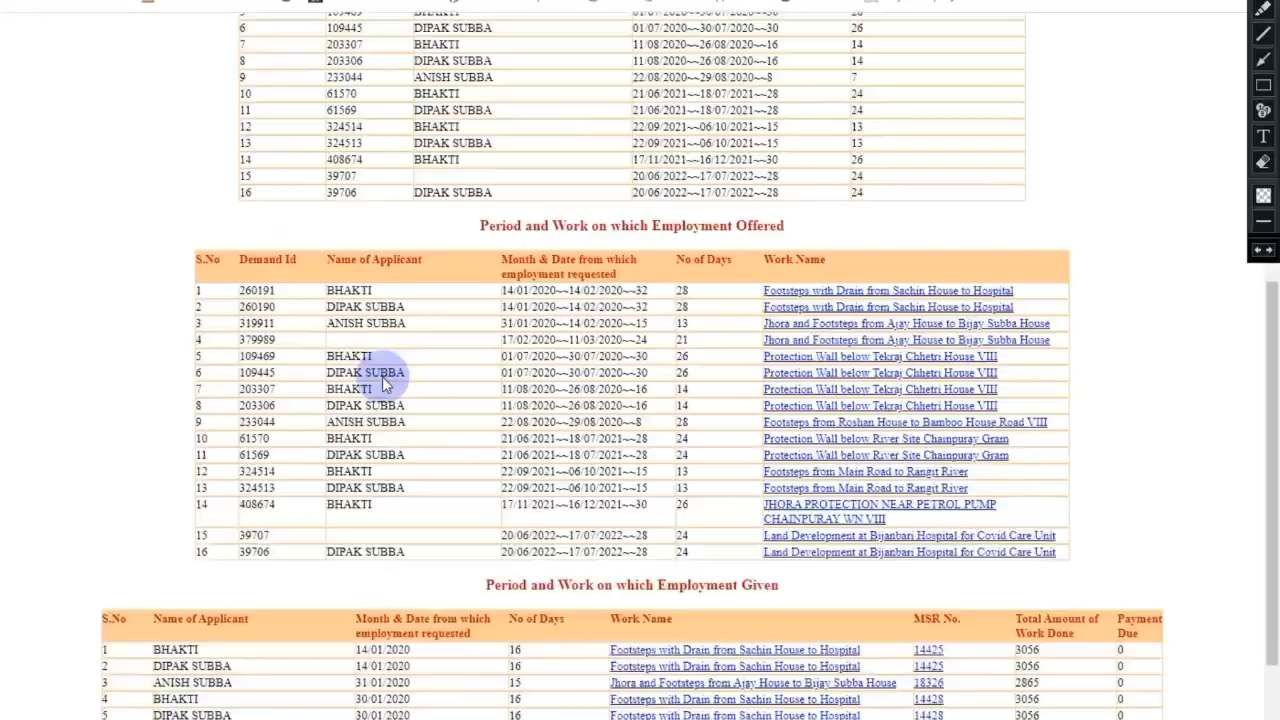 5 109469 BHAKTI 01/07/2020~~30/07/2020~~30 26
6 109445 DIPAK SUBBA 01/07/2020~~30/07/2020~~30 26
7 203307 BHAKTI 11/08/2020~~26/08/2020~~16 14
8 203306 DIPAK SUBBA 11/08/2020~~26/08/2020~~16 14
9 233044 ANISH SUBBA 22/08/2020~~29/08/2020~~8 7
10 61570 BHAKTI 21/06/2021~~18/07/2021~~28 24
11 61569 DIPAK SUBBA 21/06/2021~~18/07/2021~~28 24
12 324514 BHAKTI 22/09/2021~~06/10/2021~~15 13
13 324513 DIPAK SUBBA 22/09/2021~~06/10/2021~~15 13
14 408674 BHAKTI 17/11/2021~~16/12/2021~~30 26
15 39707 20/06/2022~~17/07/2022~~28 24
16 39706 DIPAK SUBBA 20/06/2022~~17/07/2022~~28 24
Period and Work on which Employment Offered
S.No Demand Id Name of Applicant Month & Date from which No of Days Work Name
employment requested
1 260191 BHAKTI 14/01/2020~~14/02/2020~~32 28 Footsteps with Drain from Sachin House to Hospital
2 260190 DIPAK SUBBA 14/01/2020~~14/02/2020~~32 28 Footsteps with Drain from Sachin House to Hospital
3 319911 ANISH SUBBA 31/01/2020~~14/02/2020~~15 13 Jhora and Footsteps from Ajay House to Bijay Subba House
4 379989 17/02/2020~~11/03/2020~~24 21 Jhora and Footsteps from Ajay House to Bijay Subba House
5 109469 BHAKTI 01/07/2020~~30/07/2020~~30 26 Protection Wall below Tekraj Chhetri House VIII
6 109445 DIPAK SUBBA 01/07/2020~~30/07/2020~~30 26 Protection Wall below Tekraj Chhetri House VIII
7 203307 BHAKTI 11/08/2020~~26/08/2020~~16 14 Protection Wall below Tekraj Chhetri House VIII
8 203306 DIPAK SUBBA 11/08/2020~~26/08/2020~~16 14 Protection Wall below Tekraj Chhetri House VIII
9 233044 ANISH SUBBA 22/08/2020~~29/08/2020~~8 28 Footsteps from Roshan House to Bamboo House Road VIII
10 61570 BHAKTI 21/06/2021~~18/07/2021~~28 24 Protection Wall below River Site Chainpuray Gram
11 61569 DIPAK SUBBA 21/06/2021~~18/07/2021~~28 24 Protection Wall below River Site Chainpuray Gram
12 324514 BHAKTI 22/09/2021~~06/10/2021~~15 13 Footsteps from Main Road to Rangit River
13 324513 DIPAK SUBBA 22/09/2021~~06/10/2021~~15 13 Footsteps from Main Road to Rangit River
14 408674 BHAKTI 17/11/2021~~16/12/2021~~30 26 JHORA PROTECTION NEAR PETROL PUMP
CHAINPURAY WN VIII
15 39707 20/06/2022~~17/07/2022~~28 24 Land Development at Bijanbari Hospital for Covid Care Unit
16 39706 DIPAK SUBBA 20/06/2022~~17/07/2022~~28 24 Land Development at Bijanbari Hospital for Covid Care Unit
Period and Work on which Employment Given
S.No Name of Applicant Month & Date from which No of Days Work Name MSR No. Total Amount of Payment
employment requested Work Done Due
1 BHAKTI 14/01/2020 16 Footsteps with Drain from Sachin House to Hospital 14425 3056 0
2 DIPAK SUBBA 14/01/2020 16 Footsteps with Drain from Sachin House to Hospital 14425 3056 0
3 ANISH SUBBA 31/01/2020 15 Jhora and Footsteps from Ajay House to Bijay Subba House 18326 2865 0
4 BHAKTI 30/01/2020 16 Footsteps with Drain from Sachin House to Hospital 14428 3056 0
5 DIPAK SUBBA 30/01/2020 16 Footsteps with Drain from Sachin House to Hospital 14428 3056 0
T